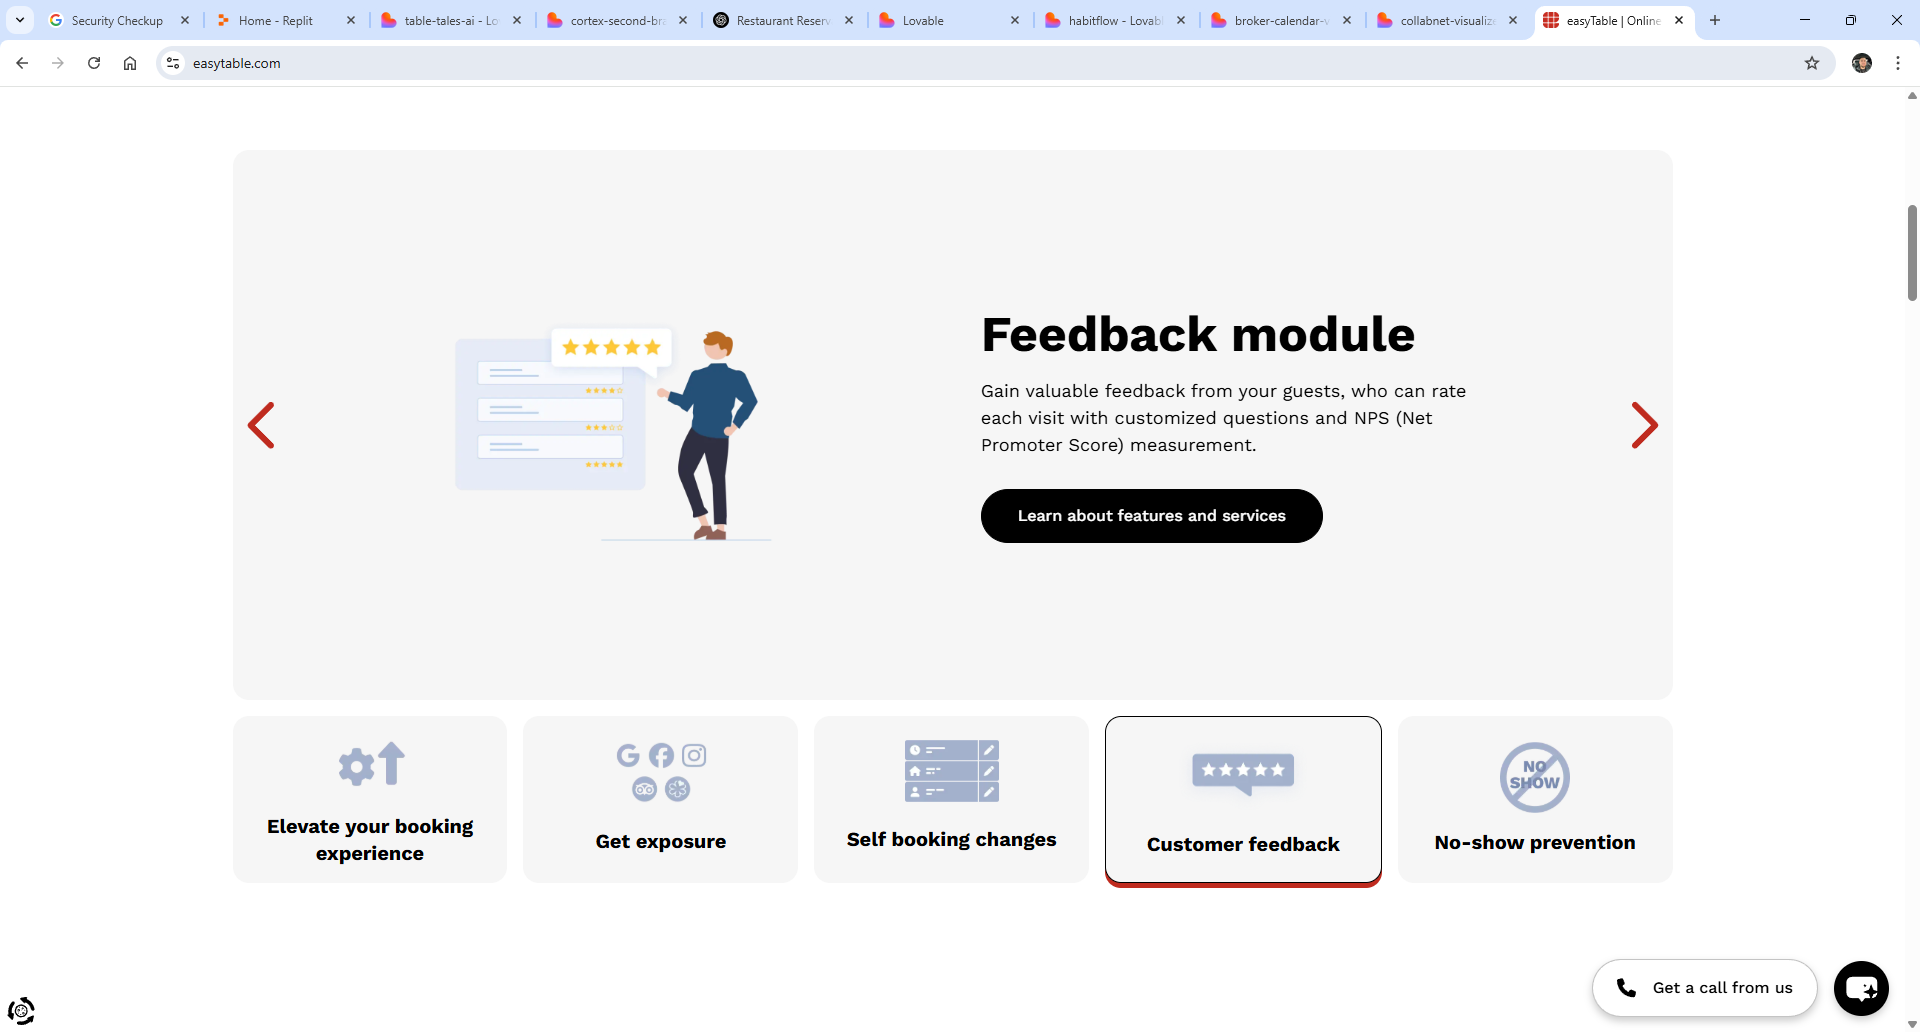 Security Checkup
Home - Replit
table-tales-ai - Lo
cortex-second-bra
Restaurant Reserv
Lovable
habitflow - Lovabl
broker-calendar-v
collabnet-visualize
easyTable | Online
easytable.com
Feedback module
Gain valuable feedback from your guests, who can rate
each visit with customized questions and NPS (Net
Promoter Score) measurement.
Learn about features and services
Elevate your booking
experience
Get exposure
Self booking changes
Customer feedback
NO
SHOW
No-show prevention
Get a call from us